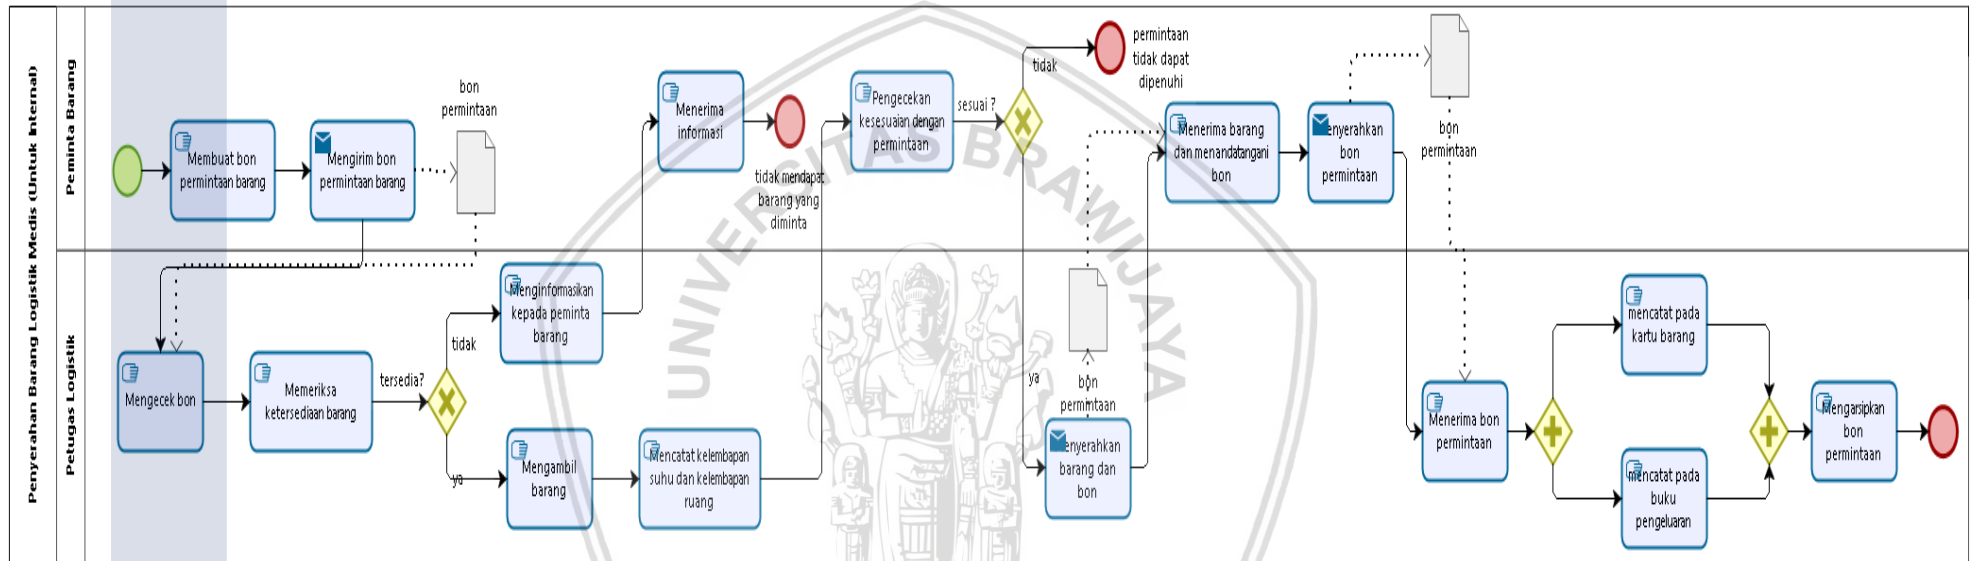 Penyerahan Barang Logistik Medis (Untuk Internal)
Peminta Barang
Membuat bon
permintaan barang
Mengirim bon
permintaan barang
bon
permintaan
Menerima
informasi
tidak mendapat
barang yang
diminta
Pengecekan
kesesuaian dengan
permintaan
sesuai ?
tidak
permintaan
tidak dapat
dipenuhi
Menerima barang
dan menandatangani
bon
Menyerahkan
bon
permintaan
bon
permintaan
Petugas Logistik
Mengecek bon
Memeriksa
ketersediaan barang
tersedia?
tidak
Menginformasikan
kepada peminta
barang
ya
Mengambil
barang
Mencatat kelembapan
suhu dan kelembapan
ruang
ya
bon
permintaan
Menyerahkan
barang dan
bon
Menerima bon
permintaan
mencatat pada
kartu barang
mencatat pada
buku
pengeluaran
Mengarsipkan
bon
permintaan
UNIVERSITAS BRAWIJAYA